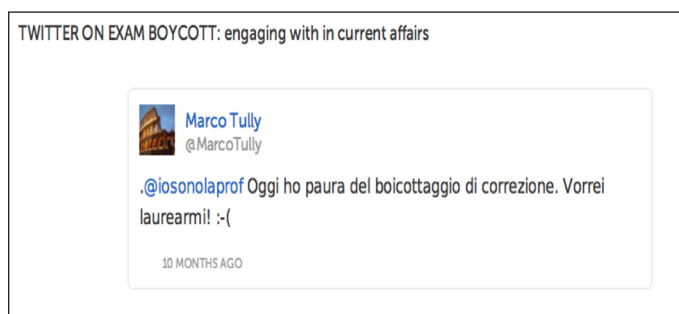 TWITTER ON EXAM BOYCOTT: engaging with in current affairs
Marco Tully
@MarcoTully
.@iosonolaprof Oggi ho paura del boicottaggio di correzione. Vorrei
laurearmi! :-(
10 MONTHS AGO